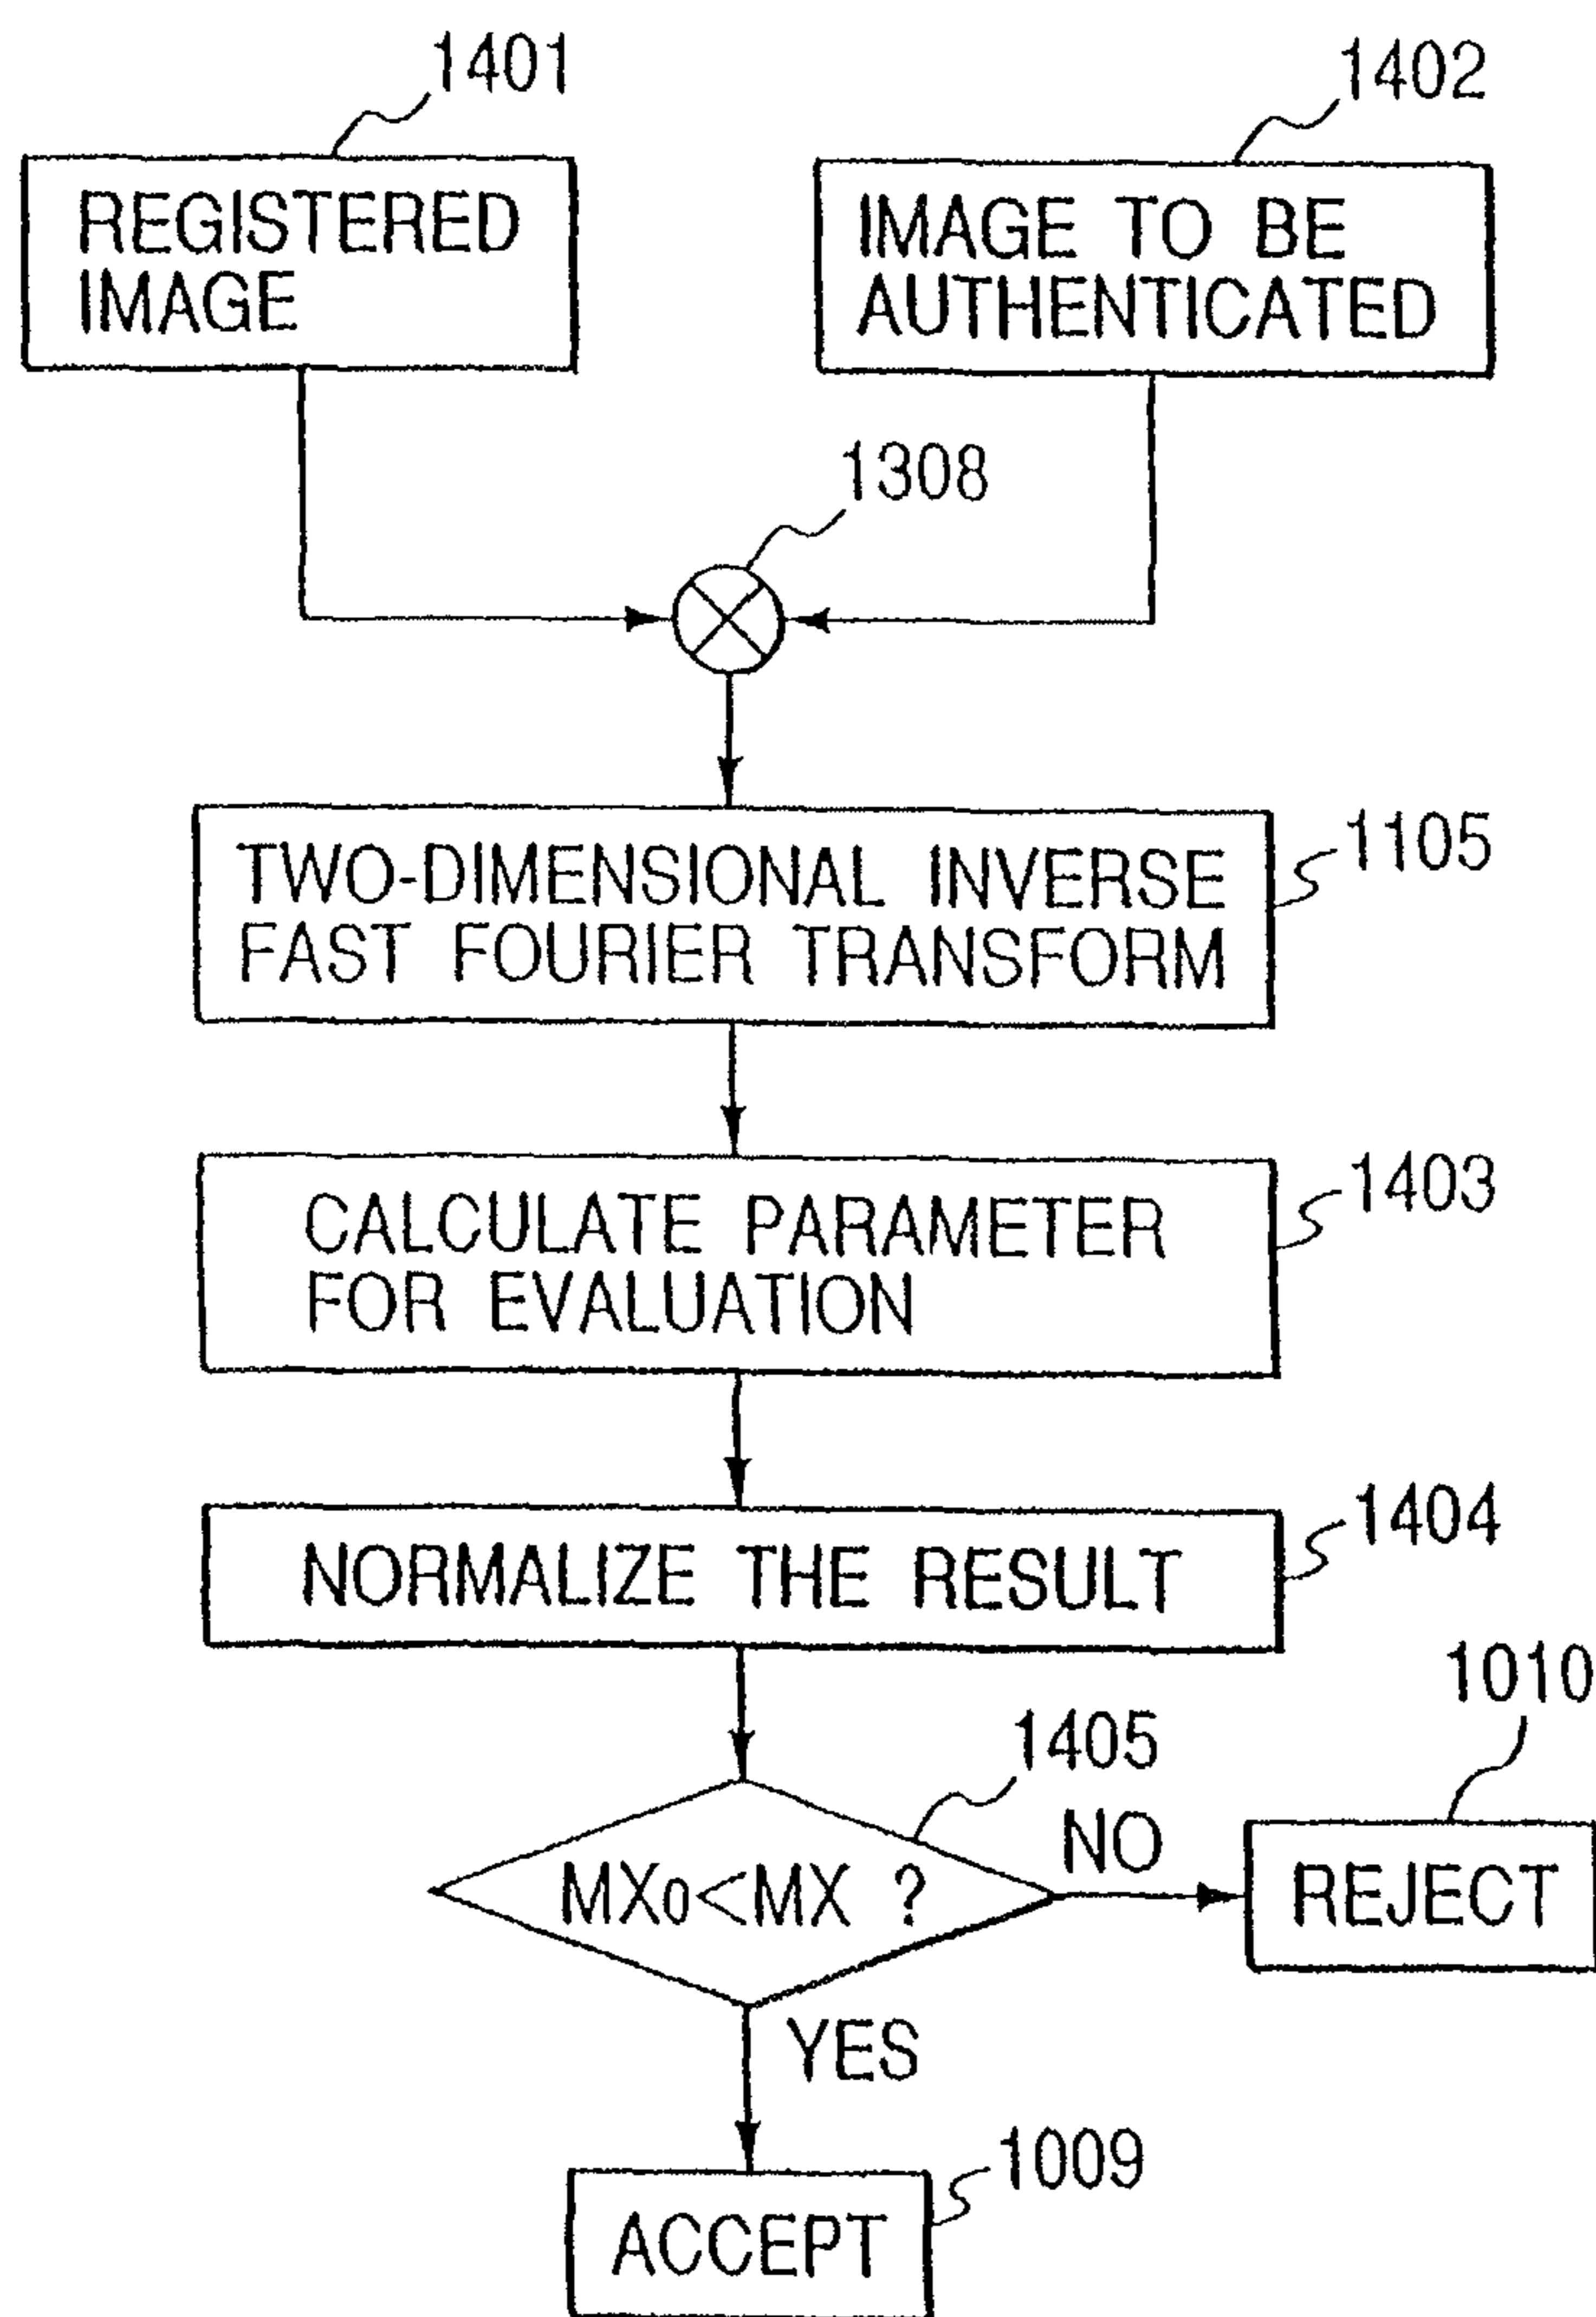 1401
1402
REGISTERED
IMAGE
IMAGE TO BE
AUTHENTICATED
1308
1105
TWO-DIMENSIONAL INVERSE
FAST FOURIER TRANSFORM
1403
CALCULATE PARAMETER
FOR EVALUATION
1404
NORMALIZE THE RESULT
1010
1405
NO
MX₀<MX ?
REJECT
YES
1009
ACCEPT